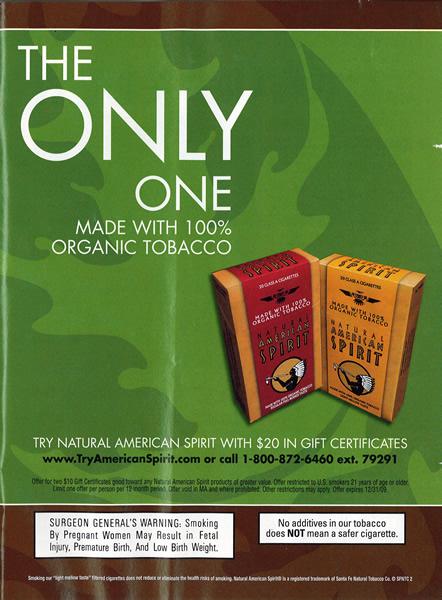 THE
ONLY
ONE
MADE WITH 100%
ORGANIC TOBACCO
20 CLASS A CIGARETTES
MADE WITH 100%
ORGANIC TOBACCO
NATURAL
AMERICAN
SPIRIT
20 CLASS A CIGARETTES
MADE WITH 100%
ORGANIC TOBACCO
NATURAL
AMERICAN
SPIRIT
TRY NATURAL AMERICAN SPIRIT WITH $20 IN GIFT CERTIFICATES
www.TryAmericanSpirit.com or call 1-800-872-6460 ext. 79291
Offer for two $10 Gift Certificates good toward any Natural American Spirit products of greater value. Offer restricted to U.S. smokers 21 years of age or older.
Limit one offer per person per 12 month period. Offer void in MA and where prohibited. Other restrictions may apply. Offer expires 12/31/09.
SURGEON GENERAL'S WARNING: Smoking
By Pregnant Women May Result in Fetal
Injury, Premature Birth, And Low Birth Weight.
No additives in our tobacco
does NOT mean a safer cigarette.
Smoking our "light mellow taste" filtered cigarettes does not reduce or eliminate the health risks of smoking. Natural American Spirit® is a registered trademark of Santa Fe Natural Tobacco Co. © SFNTC 2